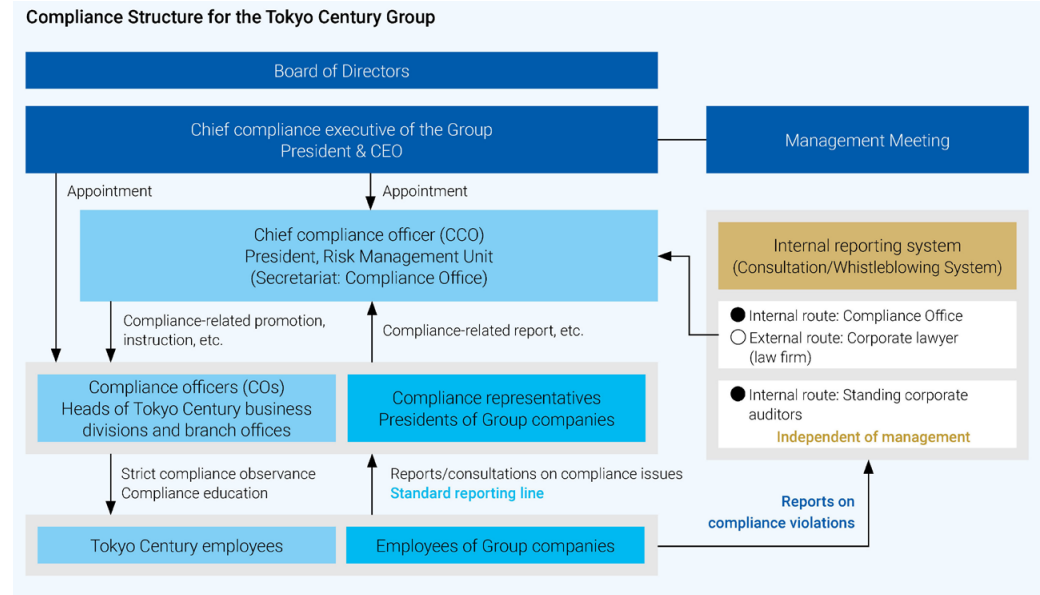 Compliance Structure for the Tokyo Century Group
Board of Directors
Chief compliance executive of the Group
President & CEO
Management Meeting
Appointment
Appointment
Chief compliance officer (CCO)
President, Risk Management Unit
(Secretariat: Compliance Office)
Internal reporting system
(Consultation/Whistleblowing System)
Internal route: Compliance Office
External route: Corporate lawyer
(law firm)
Internal route: Standing corporate
auditors
Independent of management
Compliance-related promotion,
instruction, etc.
Compliance-related report, etc.
Compliance officers (COs)
Heads of Tokyo Century business
divisions and branch offices
Compliance representatives
Presidents of Group companies
Strict compliance observance
Compliance education
Reports/consultations on compliance issues
Standard reporting line
Reports on
compliance violations
Tokyo Century employees
Employees of Group companies